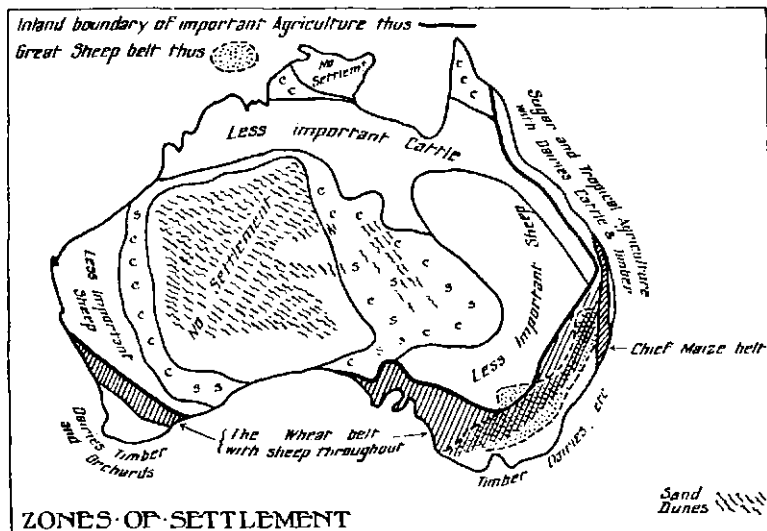 Inland boundary of important Agriculture thus
Great Sheep belt thus
No
Settlemt
c
c
c
c
c
c
Less important Cattle
Sugar and Tropical Agriculture
with Dairies Cattle & Timber
s
c
c
c
c
c
s
s
No Settlement
c
c
c
c
c
s
c
s
s
c
c
s
c
s
c
c
Less important
Sheep
Less Important Sheep
Chief Maize belt
Dairies Timber
and Orchards
The Wheat belt
with sheep throughout
Timber Dairies. etc
Sand
Dunes
ZONES·OF·SETTLEMENT